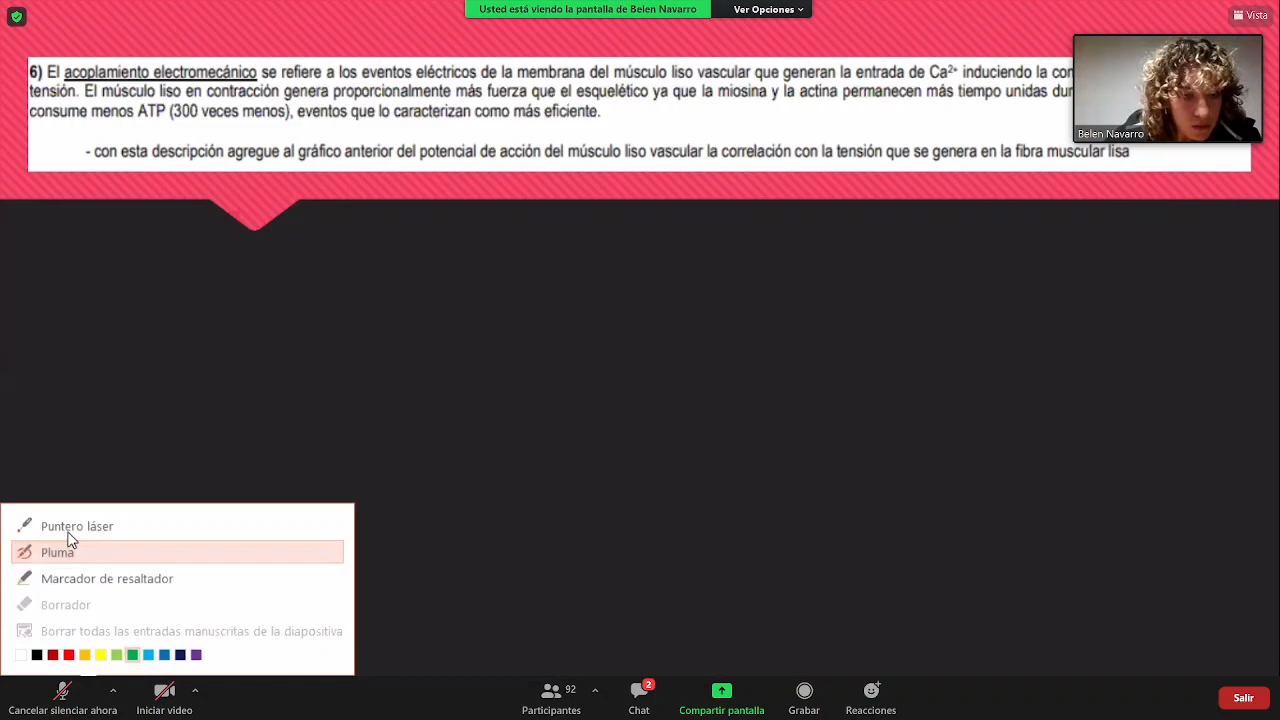 Usted está viendo la pantalla de Belen Navarro
Ver Opciones
Vista
6) El acoplamiento electromecánico se refiere a los eventos eléctricos de la membrana del músculo liso vascular que generan la entrada de Ca²⁺ induciendo la con
tensión. El músculo liso en contracción genera proporcionalmente más fuerza que el esquelético ya que la miosina y la actina permanecen más tiempo unidas dur
consume menos ATP (300 veces menos), eventos que lo caracterizan como más eficiente.
- con esta descripción agregue al gráfico anterior del potencial de acción del músculo liso vascular la correlación con la tensión que se genera en la fibra muscular lisa
Belen Navarro
Puntero láser
Pluma
Marcador de resaltador
Borrador
Borrar todas las entradas manuscritas de la diapositiva
Cancelar silenciar ahora
Iniciar video
Participantes
92
Chat
2
Compartir pantalla
Grabar
Reacciones
Salir